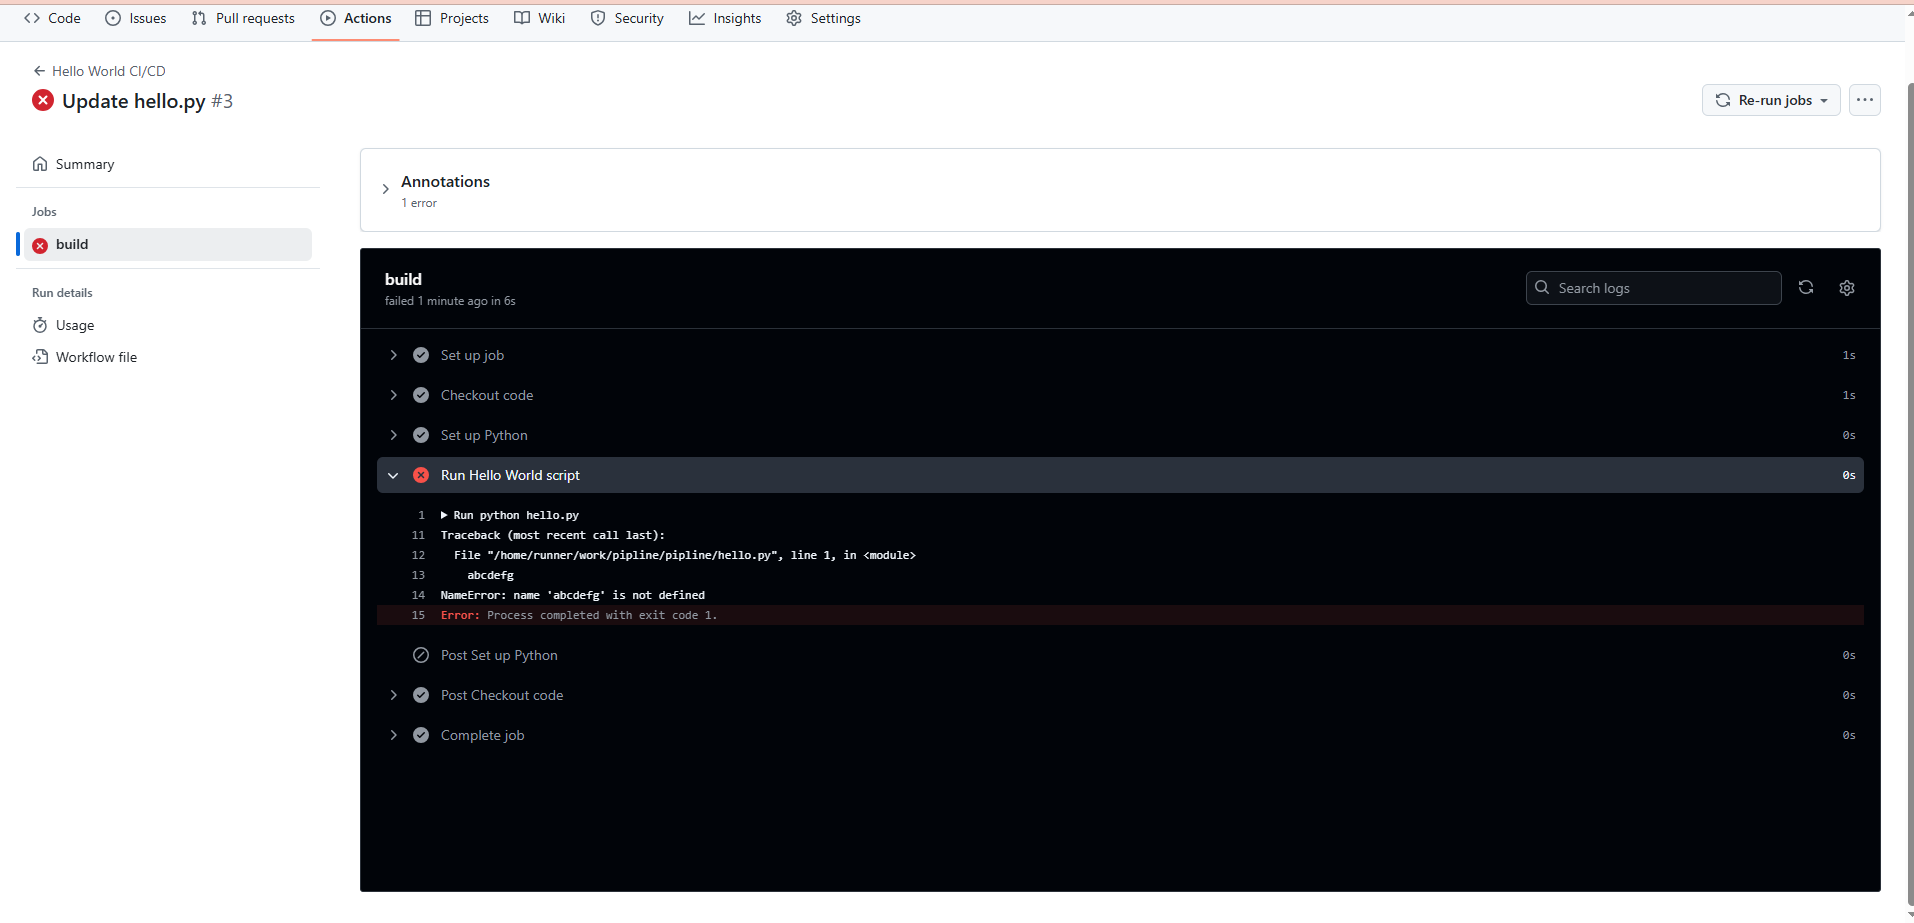 Code Issues Pull requests Actions Projects Wiki Security Insights Settings
Hello World CI/CD
Update hello.py #3
Re-run jobs
Summary
Jobs
build
Run details
Usage
Workflow file
Annotations
1 error
build
failed 1 minute ago in 6s
Search logs
Set up job 1s
Checkout code 1s
Set up Python 0s
Run Hello World script 0s
1 Run python hello.py
11 Traceback (most recent call last):
12 File "/home/runner/work/pipline/pipline/hello.py", line 1, in <module>
13 abcdefg
14 NameError: name 'abcdefg' is not defined
15 Error: Process completed with exit code 1.
Post Set up Python 0s
Post Checkout code 0s
Complete job 0s